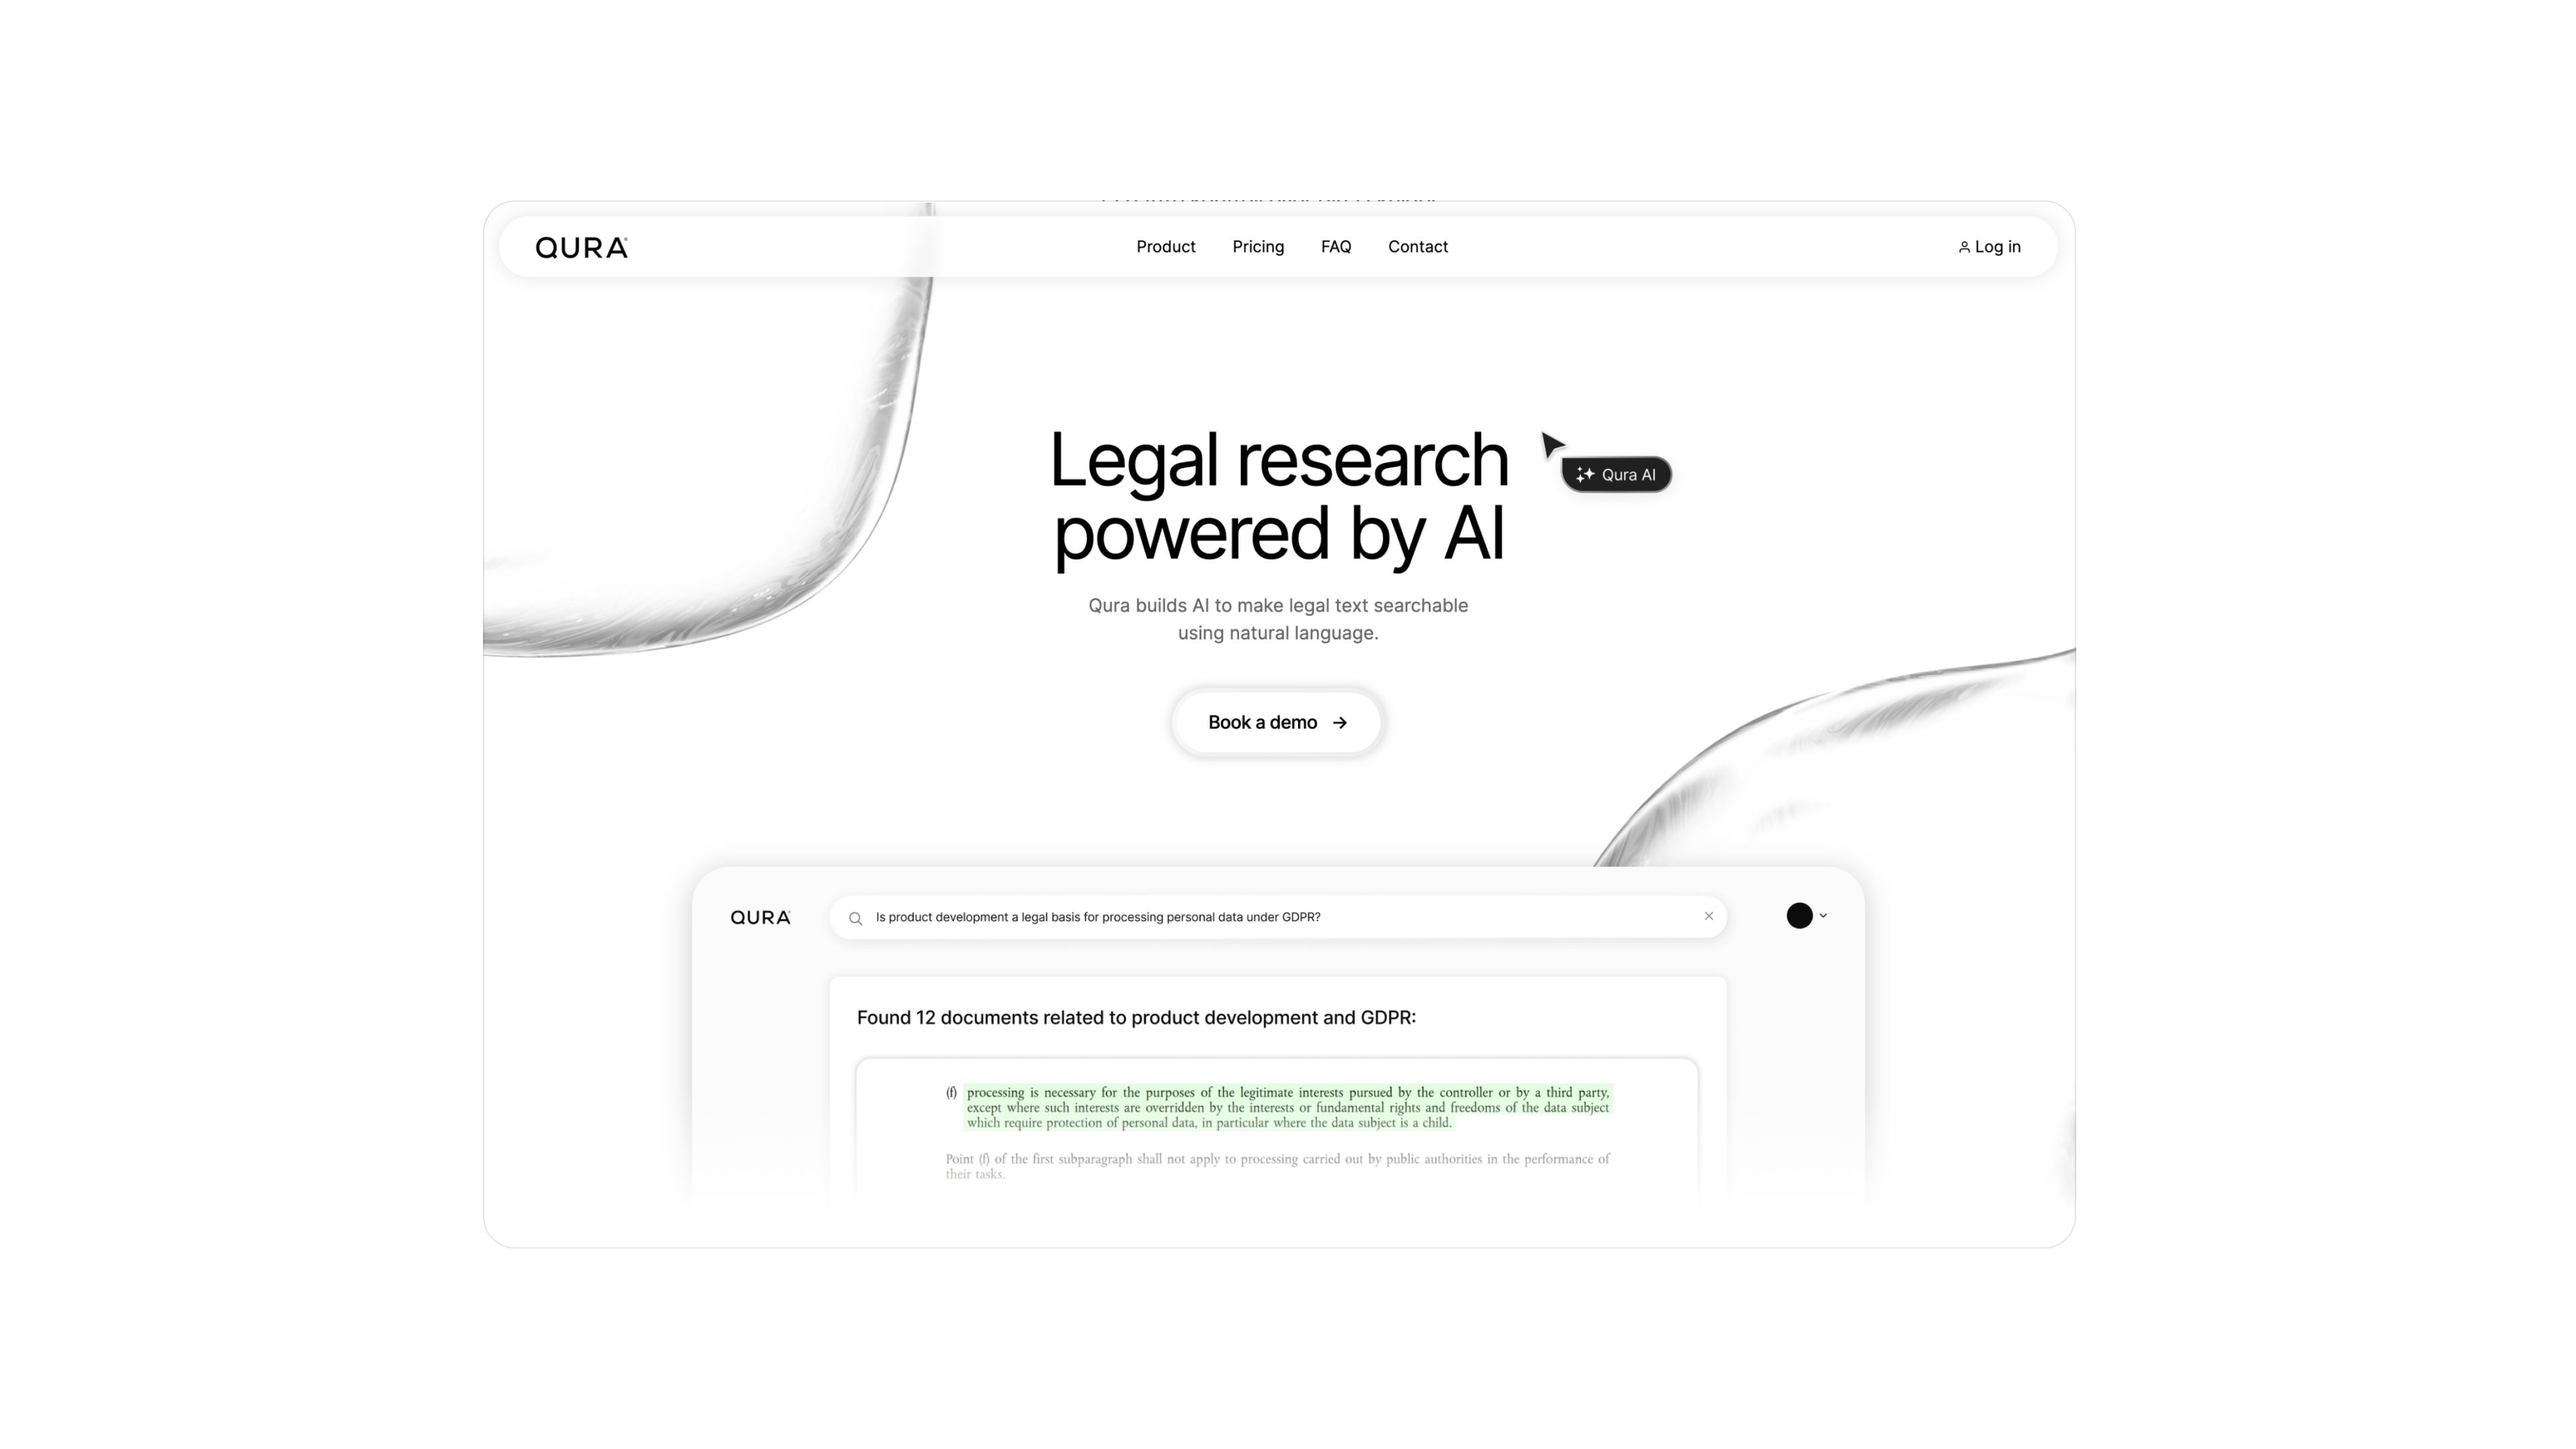 QURA
Product
Pricing
FAQ
Contact
Log in
Legal research
powered by AI
Qura AI
Qura builds AI to make legal text searchable
using natural language.
Book a demo
QURA
Is product development a legal basis for processing personal data under GDPR?
Found 12 documents related to product development and GDPR:
(f) processing is necessary for the purposes of the legitimate interests pursued by the controller or by a third party,
except where such interests are overridden by the interests or fundamental rights and freedoms of the data subject
which require protection of personal data, in particular where the data subject is a child.
Point (f) of the first subparagraph shall not apply to processing carried out by public authorities in the performance of
their tasks.